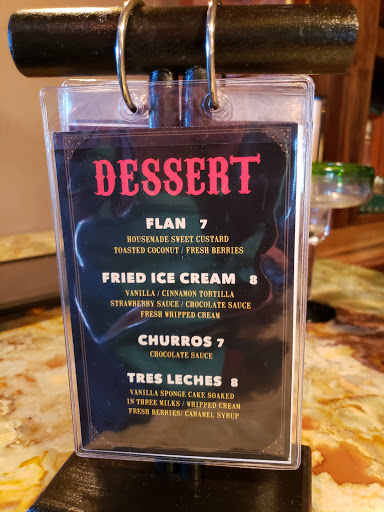 DESSERT
FLAN 7
HOUSEMADE SWEET CUSTARD
TOASTED COCONUT / FRESH BERRIES
FRIED ICE CREAM 8
VANILLA / CINNAMON TORTILLA
STRAWBERRY SAUCE / CHOCOLATE SAUCE
FRESH WHIPPED CREAM
CHURROS 7
CHOCOLATE SAUCE
TRES LECHES 8
VANILLA SPONGE CAKE SOAKED
IN THREE MILKS / WHIPPED CREAM
FRESH BERRIES/ CARAMEL SYRUP